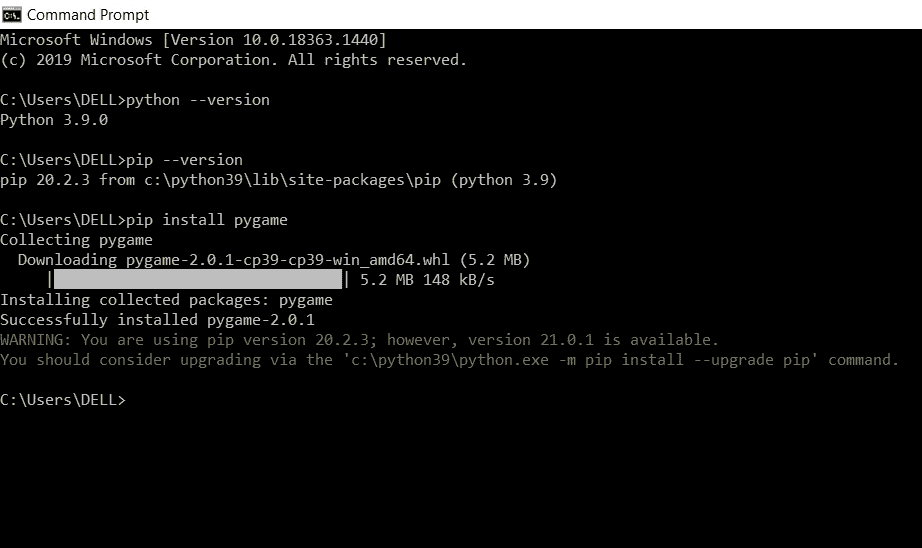 Command Prompt
Microsoft Windows [Version 10.0.18363.1440]
(c) 2019 Microsoft Corporation. All rights reserved.
C:\Users\DELL>python --version
Python 3.9.0
C:\Users\DELL>pip --version
pip 20.2.3 from c:\python39\lib\site-packages\pip (python 3.9)
C:\Users\DELL>pip install pygame
Collecting pygame
  Downloading pygame-2.0.1-cp39-cp39-win_amd64.whl (5.2 MB)
     |████████████████████████████████| 5.2 MB 148 kB/s
Installing collected packages: pygame
Successfully installed pygame-2.0.1
WARNING: You are using pip version 20.2.3; however, version 21.0.1 is available.
You should consider upgrading via the 'c:\python39\python.exe -m pip install --upgrade pip' command.
C:\Users\DELL>